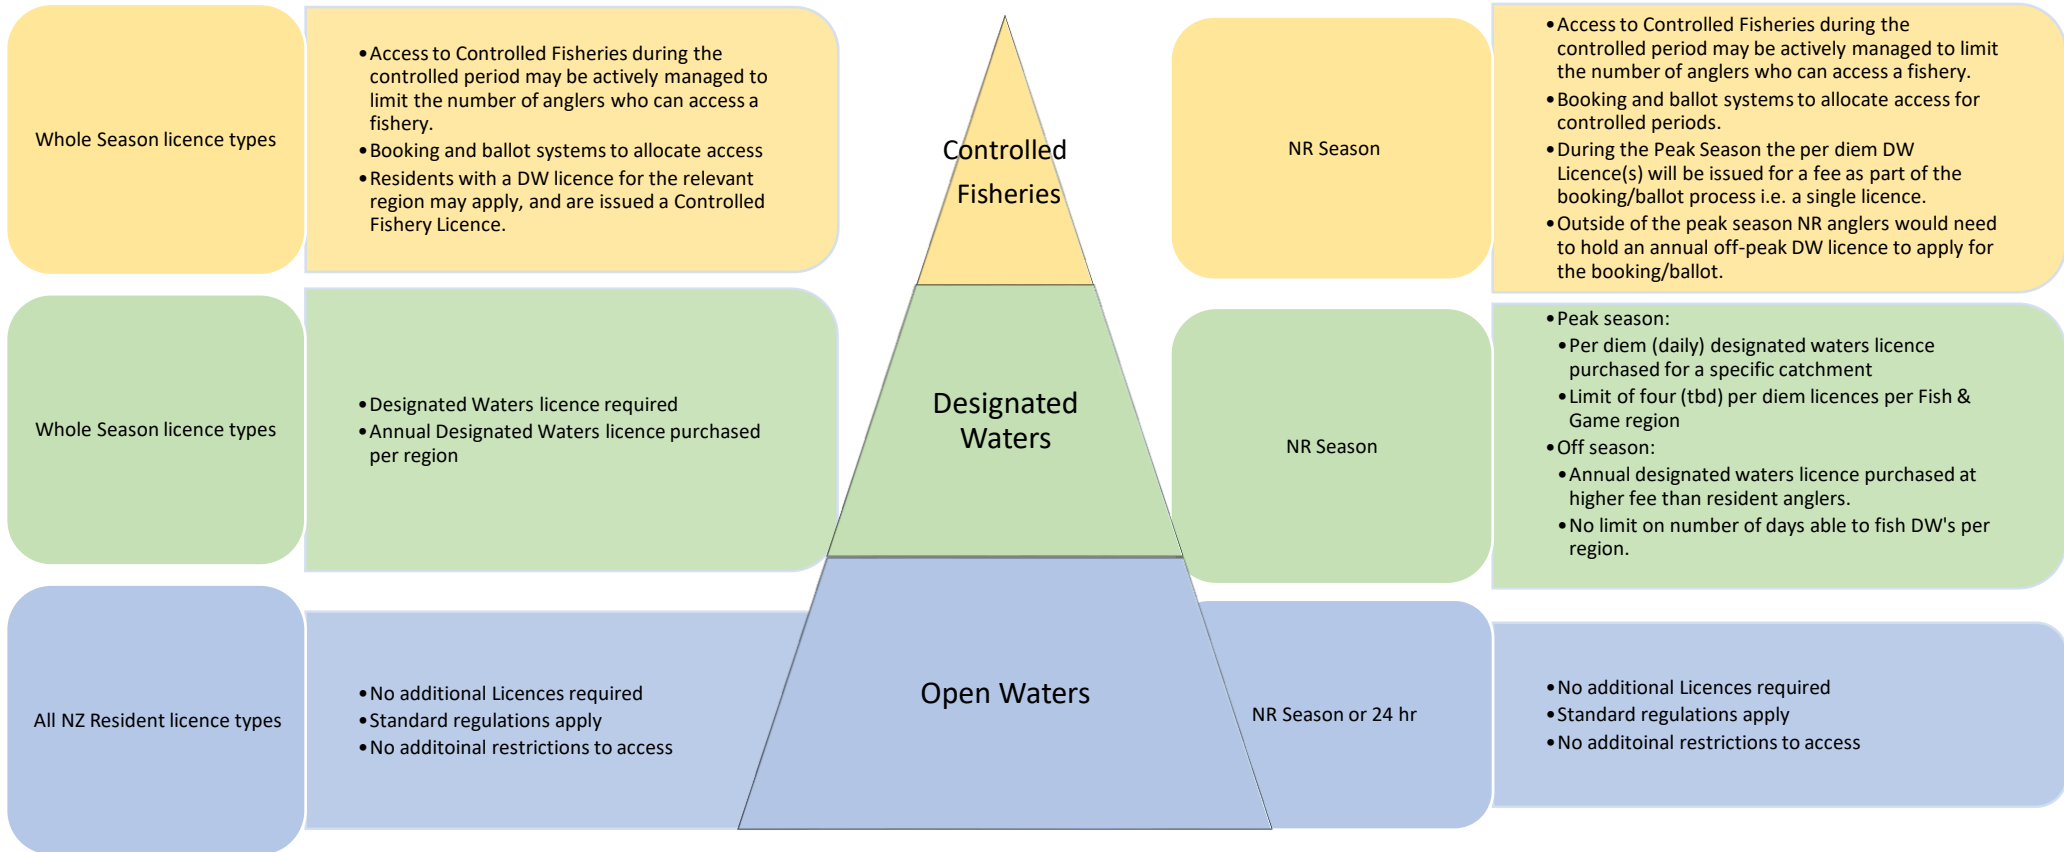 Whole Season licence types
•Access to Controlled Fisheries during the
controlled period may be actively managed to
limit the number of anglers who can access a
fishery.
•Booking and ballot systems to allocate access
•Residents with a DW licence for the relevant
region may apply, and are issued a Controlled
Fishery Licence.
Controlled
Fisheries
NR Season
•Access to Controlled Fisheries during the
controlled period may be actively managed to limit
the number of anglers who can access a fishery.
•Booking and ballot systems to allocate access for
controlled periods.
•During the Peak Season the per diem DW
Licence(s) will be issued for a fee as part of the
booking/ballot process i.e. a single licence.
•Outside of the peak season NR anglers would need
to hold an annual off-peak DW licence to apply for
the booking/ballot.
Whole Season licence types
•Designated Waters licence required
•Annual Designated Waters licence purchased
per region
Designated
Waters
NR Season
•Peak season:
•Per diem (daily) designated waters licence
purchased for a specific catchment
•Limit of four (tbd) per diem licences per Fish &
Game region
•Off season:
•Annual designated waters licence purchased at
higher fee than resident anglers.
•No limit on number of days able to fish DW's per
region.
All NZ Resident licence types
•No additional Licences required
•Standard regulations apply
•No additoinal restrictions to access
Open Waters
NR Season or 24 hr
•No additional Licences required
•Standard regulations apply
•No additoinal restrictions to access